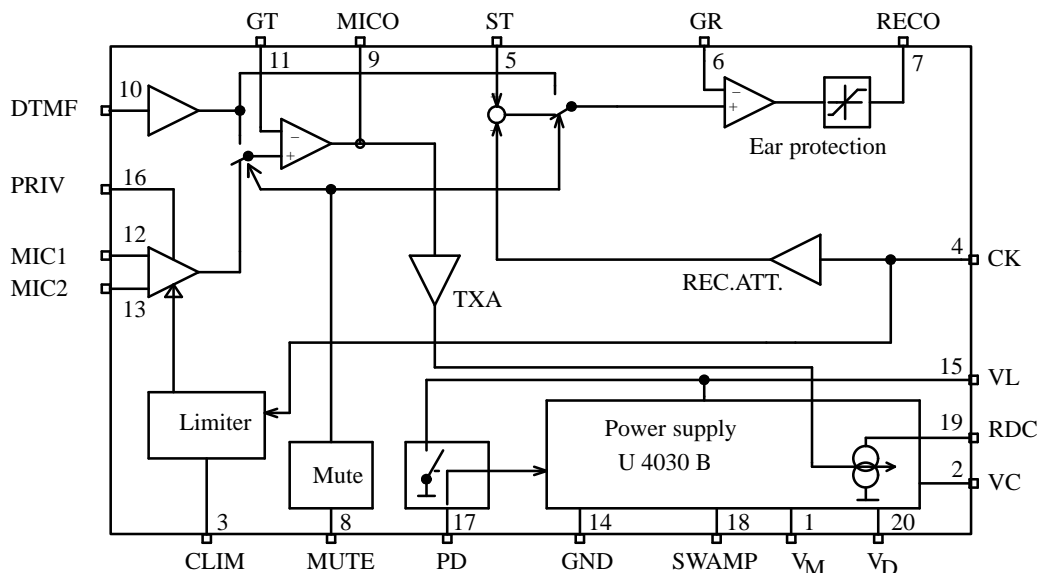 GT MICO ST GR RECO
11 9 5 6 7
10
DTMF
− +
− +
Ear protection
PRIV 16
MIC1 12
4 CK
MIC2 13
REC.ATT.
TXA
15 VL
Limiter
Power supply
U 4030 B
19 RDC
Mute
2 VC
3 8 17 14 18 1 20
CLIM MUTE PD GND SWAMP VM VD